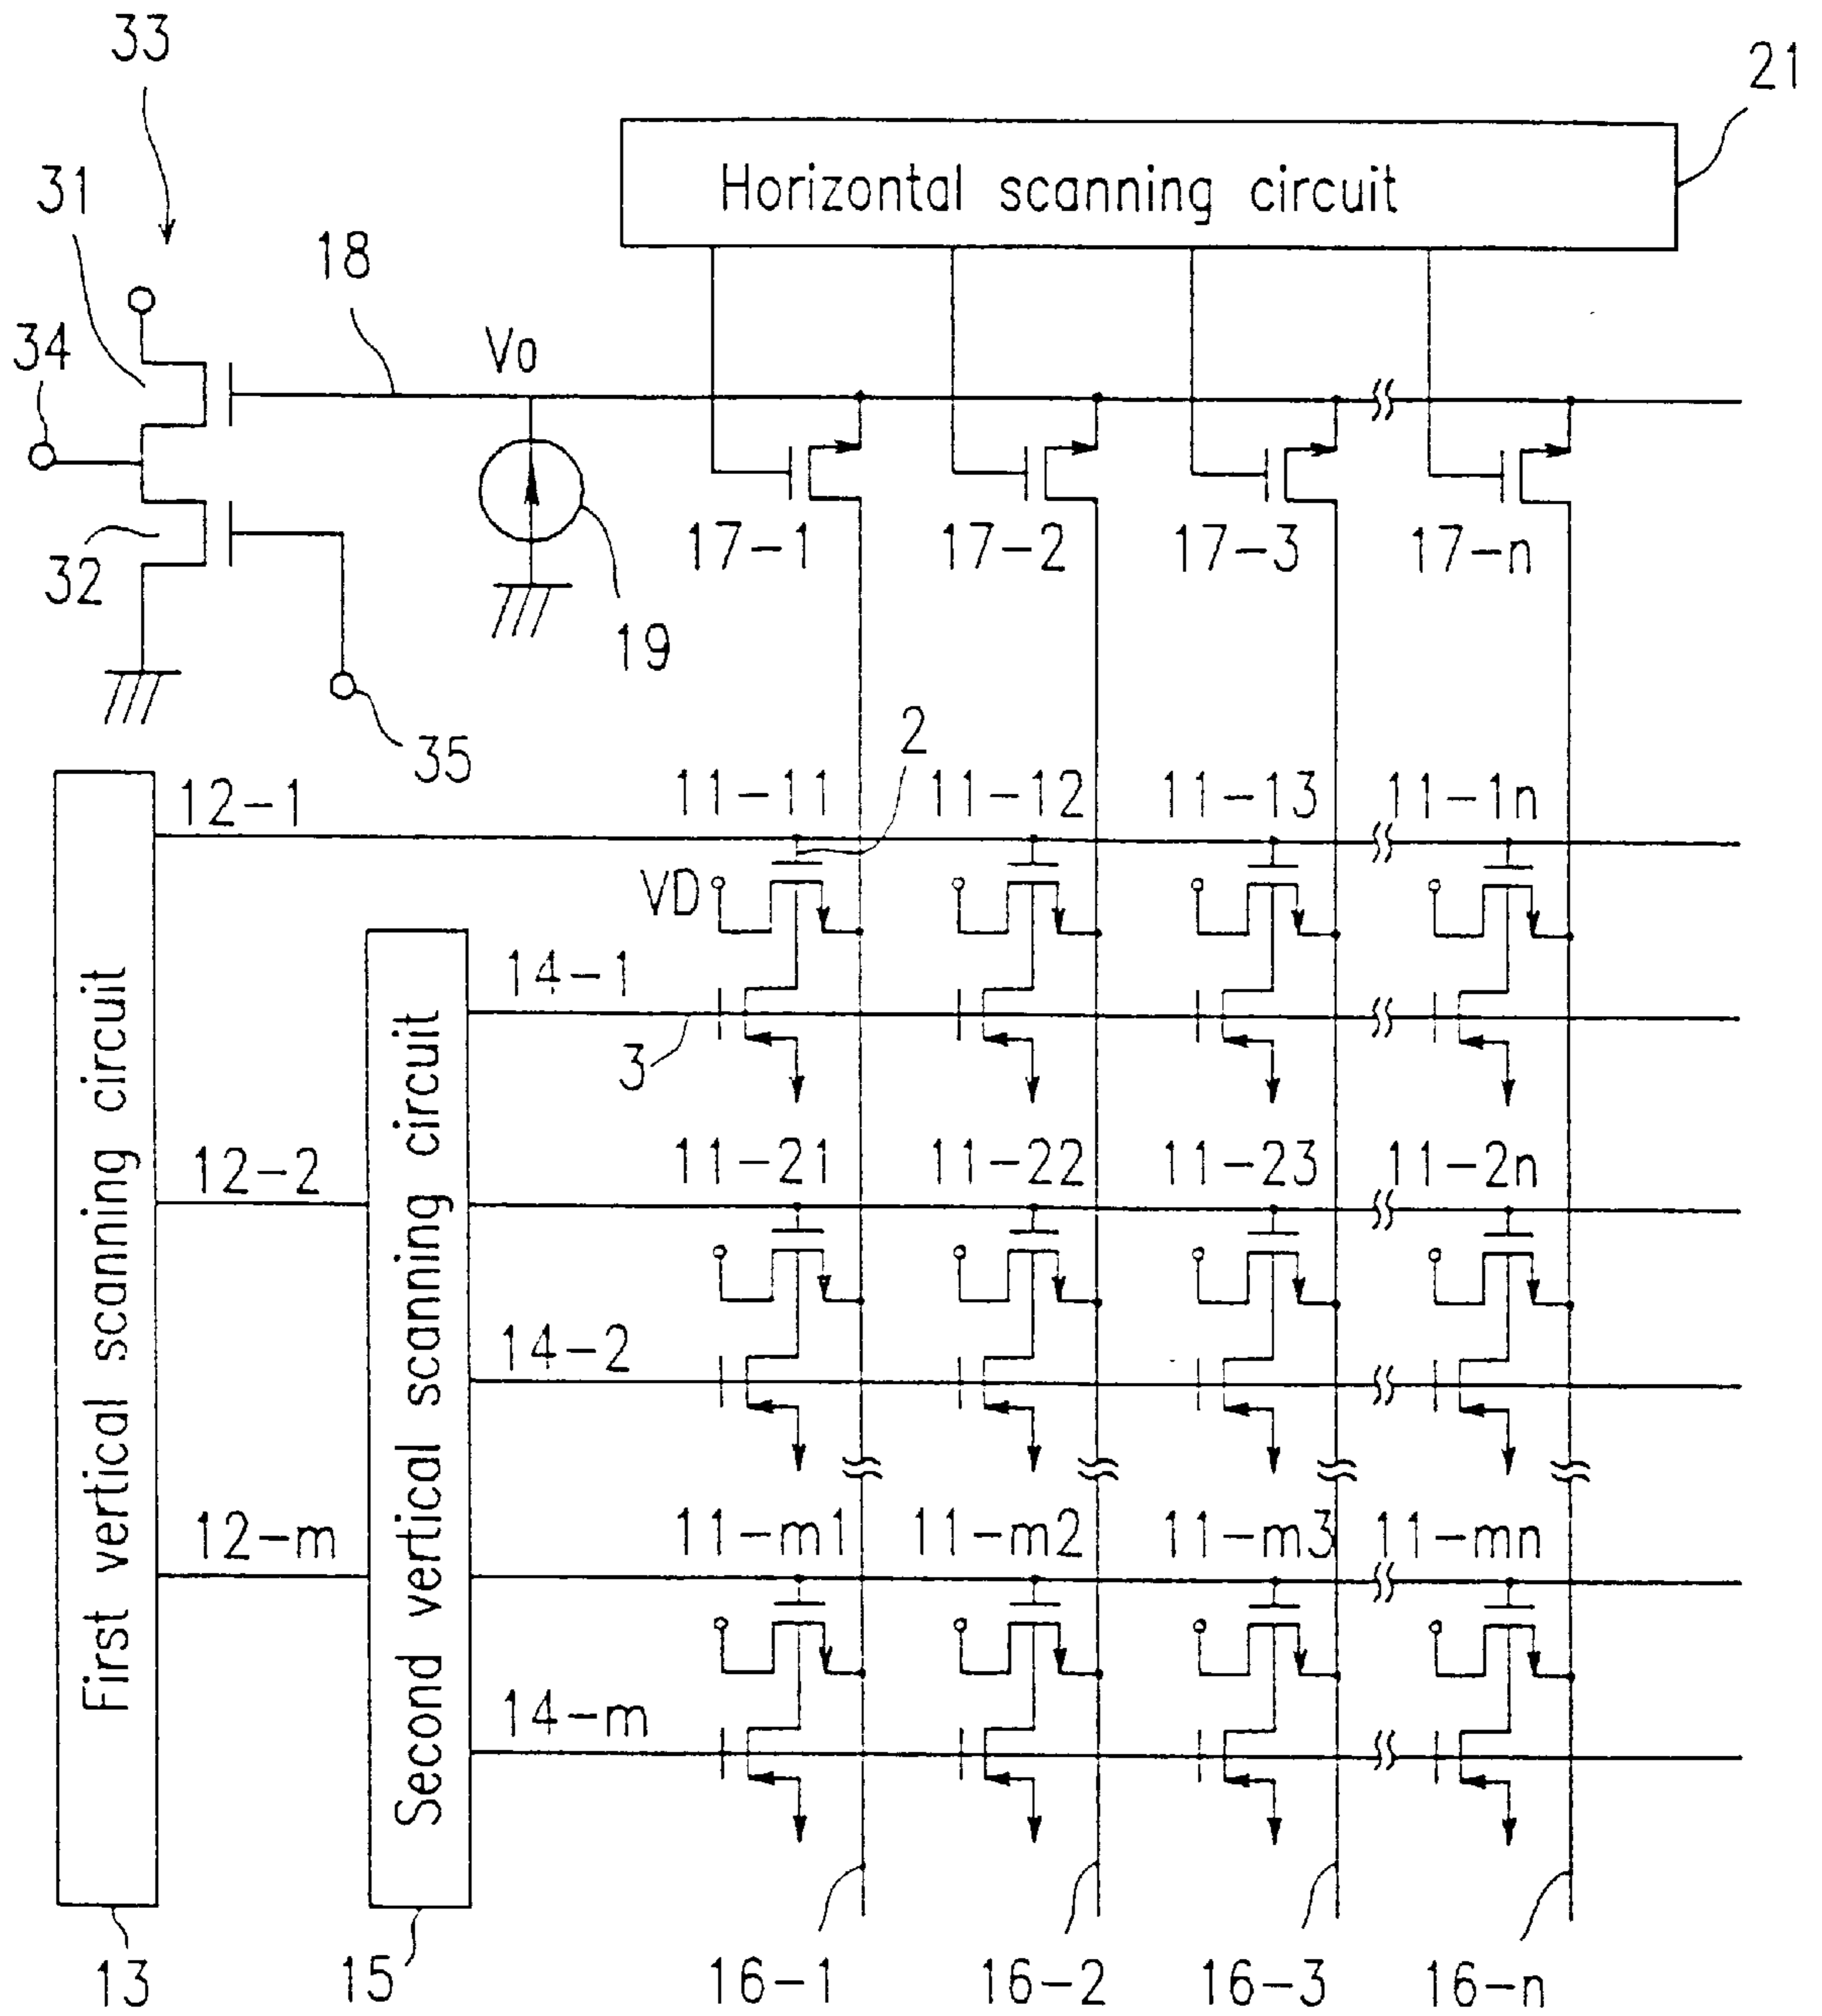 33
21
31
Horizontal scanning circuit
18
34
Vo
17-1 17-2 17-3 17-n
32
19
35
2
12-1 11-11 11-12 11-13 11-1n
VD
14-1
3
First vertical scanning circuit
Second vertical scanning circuit
12-2 11-21 11-22 11-23 11-2n
14-2
12-m 11-m1 11-m2 11-m3 11-mn
14-m
13 15 16-1 16-2 16-3 16-n